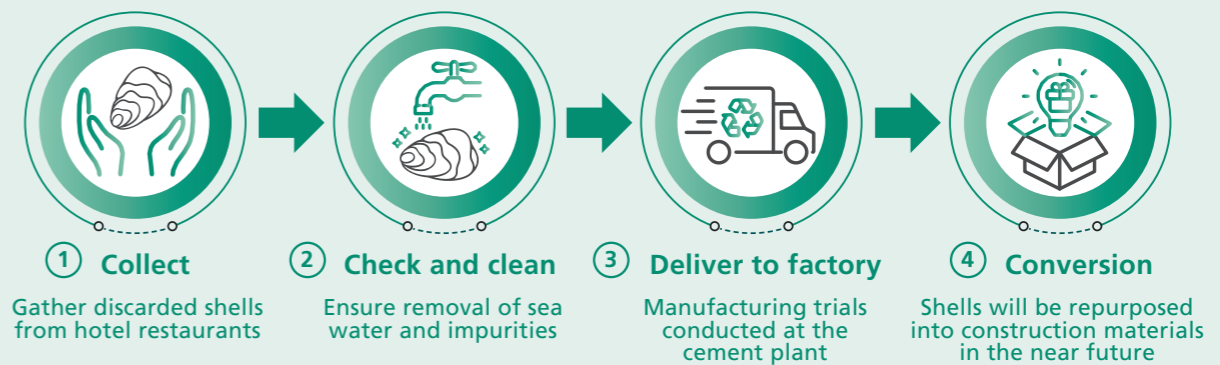 1 Collect
Gather discarded shells
from hotel restaurants
2 Check and clean
Ensure removal of sea
water and impurities
3 Deliver to factory
Manufacturing trials
conducted at the
cement plant
4 Conversion
Shells will be repurposed
into construction materials
in the near future